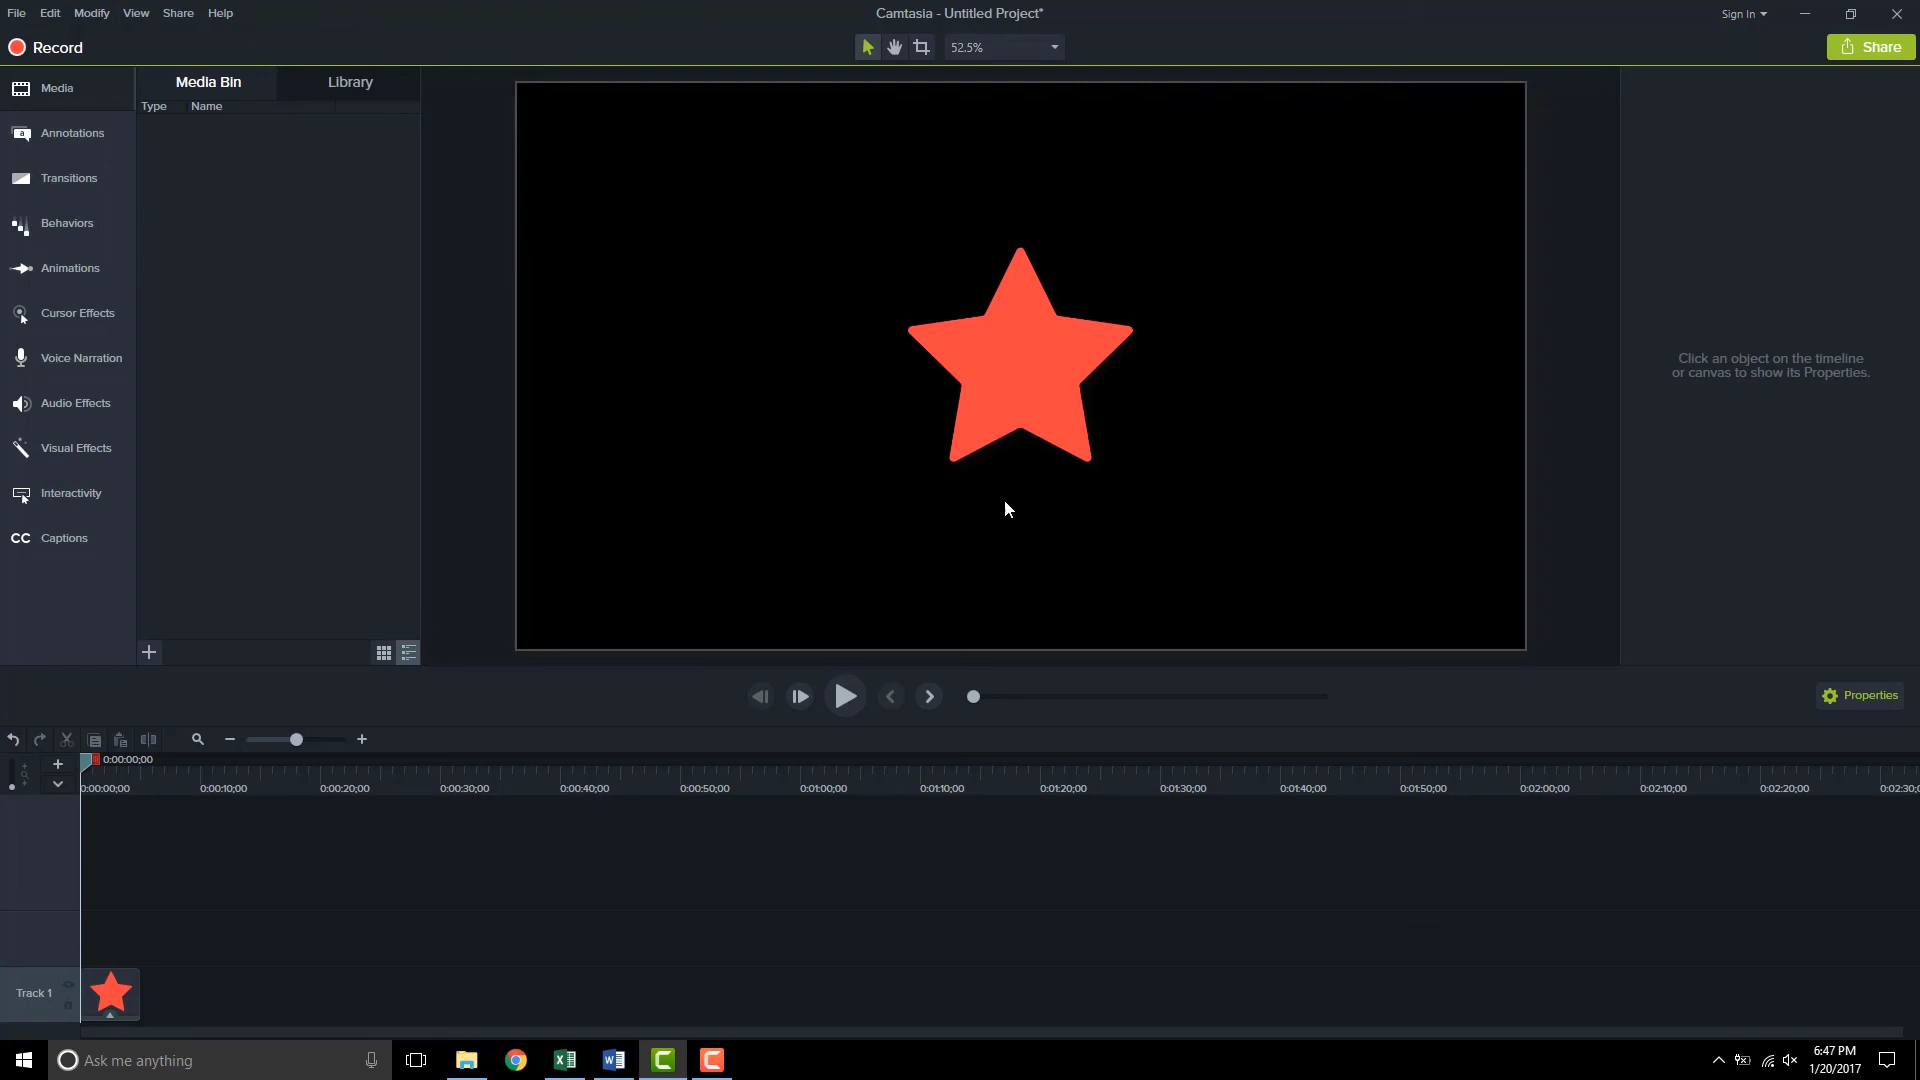 File Edit Modify View Share Help
Camtasia - Untitled Project*
Sign In
Record
52.5%
Share
Media
Media Bin
Library
Type Name
Annotations
Transitions
Behaviors
Animations
Cursor Effects
Voice Narration
Audio Effects
Visual Effects
Interactivity
CC Captions
Click an object on the timeline
or canvas to show its Properties.
Properties
0:00:00;00
0:00:00;00 0:00:10;00 0:00:20;00 0:00:30;00 0:00:40;00 0:00:50;00 0:01:00;00 0:01:10;00 0:01:20;00 0:01:30;00 0:01:40;00 0:01:50;00 0:02:00;00 0:02:10;00 0:02:20;00 0:02:30;0
Track 1
Ask me anything
6:47 PM
1/20/2017